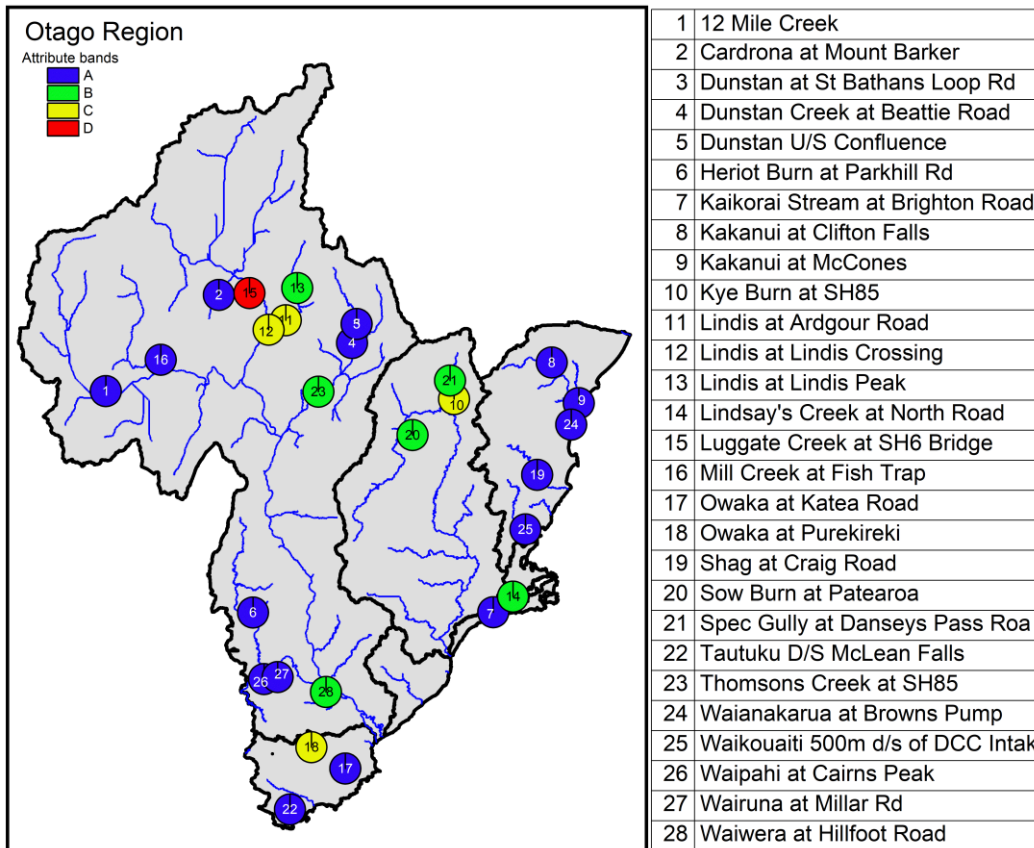 Otago Region
Attribute bands
A
B
C
D
13
2
15
11
5
12
4
16
8
21
1
23
10
9
20
24
19
25
14
6
7
27
26
28
18
17
22
1 12 Mile Creek
2 Cardrona at Mount Barker
3 Dunstan at St Bathans Loop Rd
4 Dunstan Creek at Beattie Road
5 Dunstan U/S Confluence
6 Heriot Burn at Parkhill Rd
7 Kaikorai Stream at Brighton Road
8 Kakanui at Clifton Falls
9 Kakanui at McCones
10 Kye Burn at SH85
11 Lindis at Ardgour Road
12 Lindis at Lindis Crossing
13 Lindis at Lindis Peak
14 Lindsay's Creek at North Road
15 Luggate Creek at SH6 Bridge
16 Mill Creek at Fish Trap
17 Owaka at Katea Road
18 Owaka at Purekireki
19 Shag at Craig Road
20 Sow Burn at Patearoa
21 Spec Gully at Danseys Pass Roa
22 Tautuku D/S McLean Falls
23 Thomsons Creek at SH85
24 Waianakarua at Browns Pump
25 Waikouaiti 500m d/s of DCC Intak
26 Waipahi at Cairns Peak
27 Wairuna at Millar Rd
28 Waiwera at Hillfoot Road